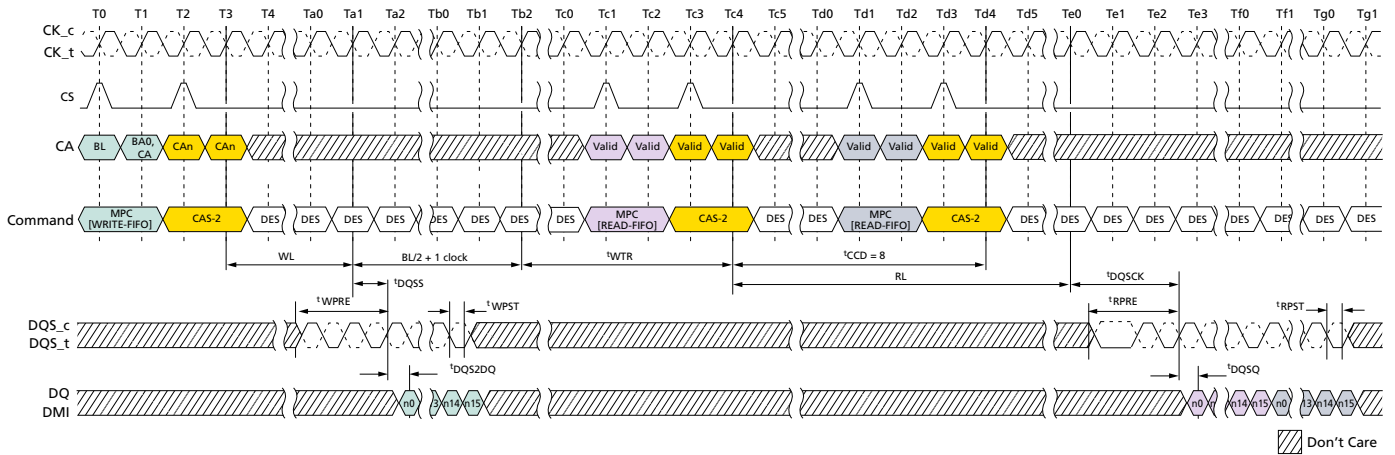 T0 T1 T2 T3 T4 Ta0 Ta1 Ta2 Tb0 Tb1 Tb2 Tc0 Tc1 Tc2 Tc3 Tc4 Tc5 Td0 Td1 Td2 Td3 Td4 Td5 Te0 Te1 Te2 Te3 Tf0 Tf1 Tg0 Tg1
CK_c
CK_t
CS
CA BL BA0, CA CAn CAn Valid Valid Valid Valid Valid Valid Valid Valid
Command MPC [WRITE-FIFO] CAS-2 DES DES DES DES DES DES DES DES MPC [READ-FIFO] CAS-2 DES DES MPC [READ-FIFO] CAS-2 DES DES DES DES DES DES DES DES DES
WL BL/2 + 1 clock tWTR tCCD = 8
RL tDQSCK
tDQSS
tWPRE tWPST tRPRE tRPST
DQS_c
DQS_t
tDQS2DQ tDQSQ
DQ
DMI
n0 13 n14 n15 n0 n n14 n15 n0 13 n14 n15
Don't Care